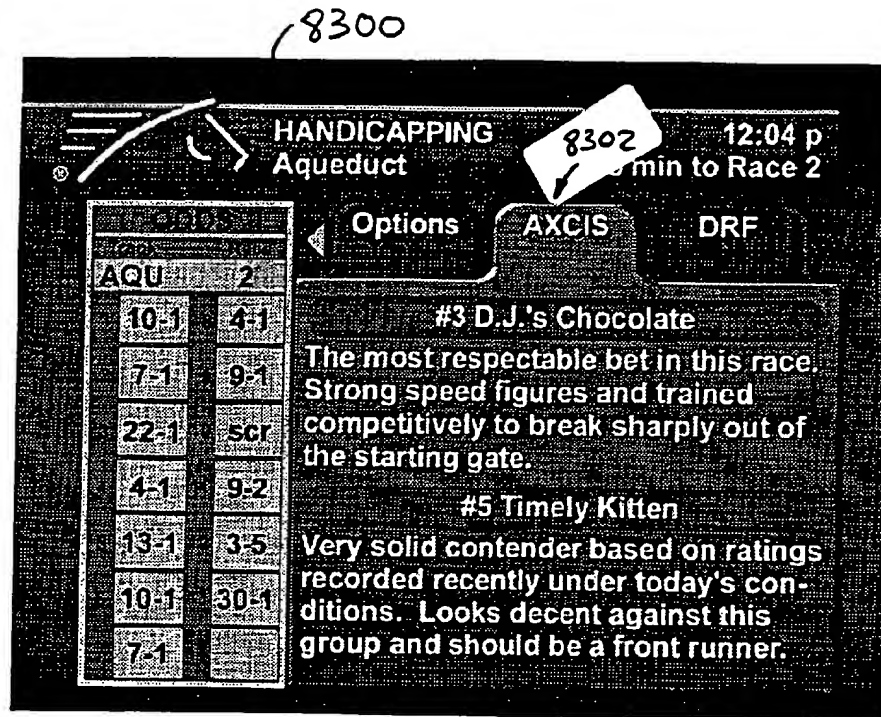 8300
HANDICAPPING
Aqueduct
8302
12:04 p
min to Race 2
®
ODDS
AQU 2
10-1 4-1
7-1 9-1
22-1 scr
4-1 9-2
13-1 3-5
10-1 30-1
7-1
Options AXCIS DRF
#3 D.J.'s Chocolate
The most respectable bet in this race.
Strong speed figures and trained
competitively to break sharply out of
the starting gate.
#5 Timely Kitten
Very solid contender based on ratings
recorded recently under today's con-
ditions. Looks decent against this
group and should be a front runner.